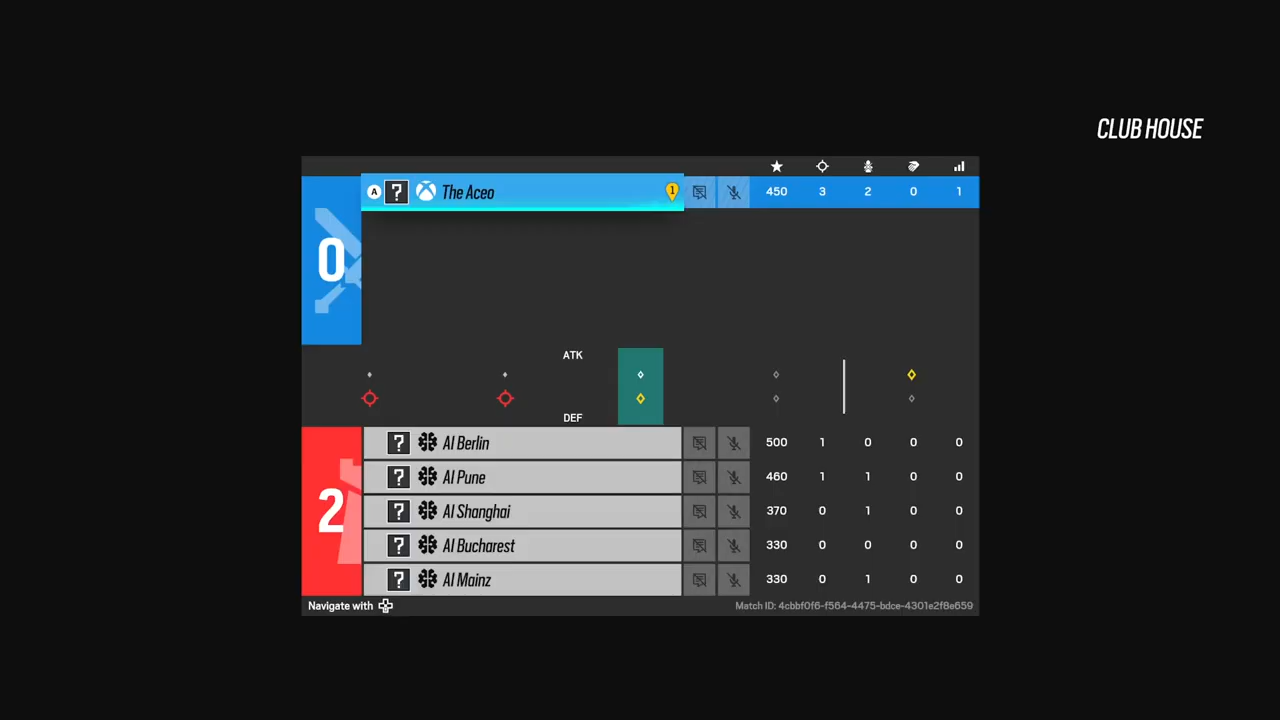 CLUB HOUSE
A ? The Aceo 1 450 3 2 0 1
0
ATK
DEF
? AI Berlin 500 1 0 0 0
? AI Pune 460 1 1 0 0
2 ? AI Shanghai 370 0 1 0 0
? AI Bucharest 330 0 0 0 0
? AI Mainz 330 0 1 0 0
Navigate with Match ID: 4cbbf0f6-f564-4475-bdce-4301e2f8e659